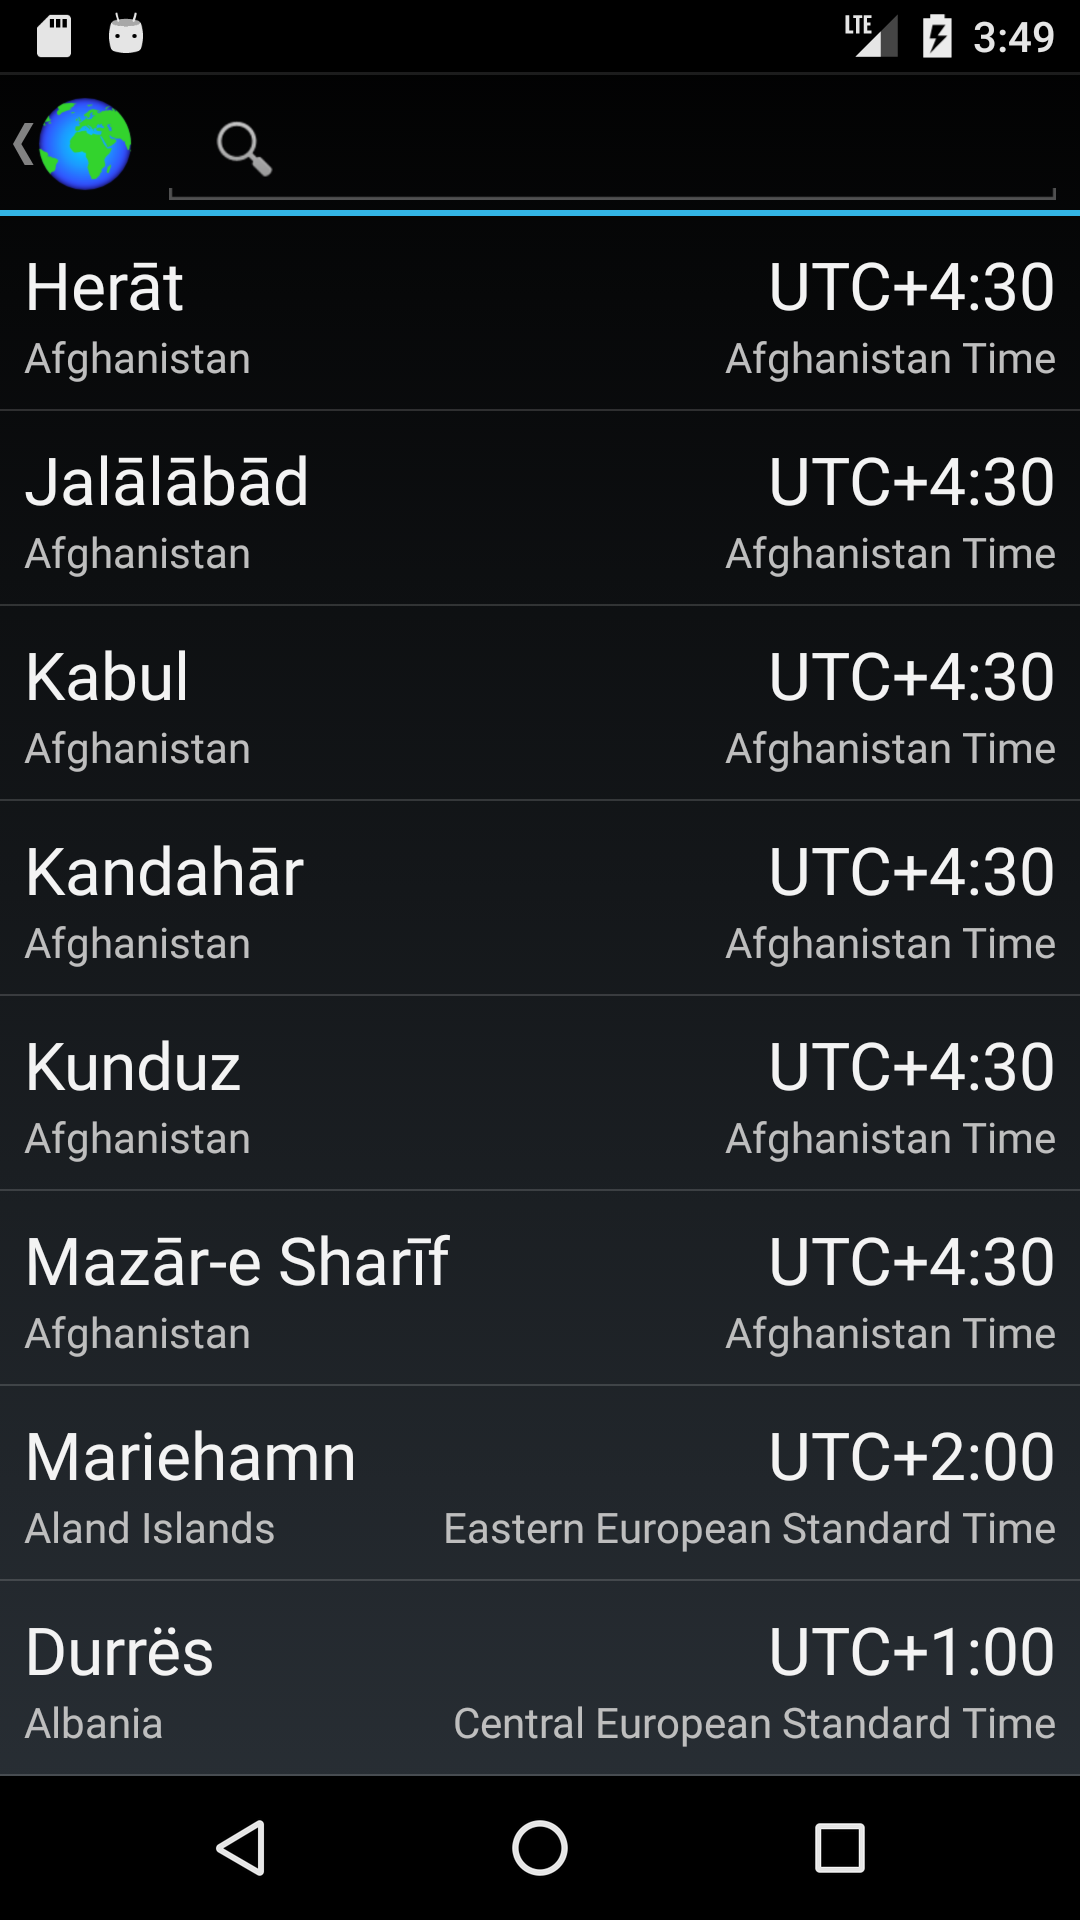 LTE 3:49
Herāt UTC+4:30
Afghanistan Afghanistan Time
Jalālābād UTC+4:30
Afghanistan Afghanistan Time
Kabul UTC+4:30
Afghanistan Afghanistan Time
Kandahār UTC+4:30
Afghanistan Afghanistan Time
Kunduz UTC+4:30
Afghanistan Afghanistan Time
Mazār-e Sharīf UTC+4:30
Afghanistan Afghanistan Time
Mariehamn UTC+2:00
Aland Islands Eastern European Standard Time
Durrës UTC+1:00
Albania Central European Standard Time